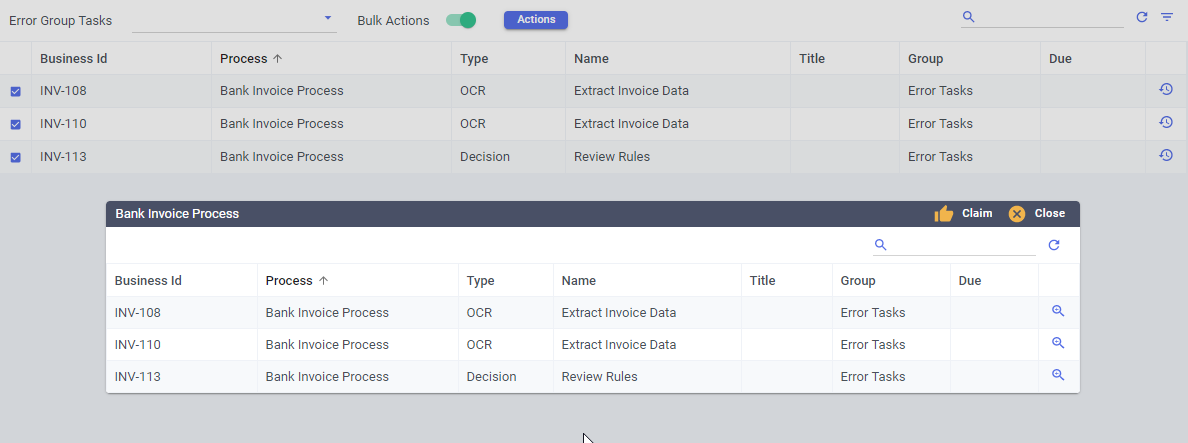 Error Group Tasks Bulk Actions Actions
Business Id Process Type Name Title Group Due
INV-108 Bank Invoice Process OCR Extract Invoice Data Error Tasks
INV-110 Bank Invoice Process OCR Extract Invoice Data Error Tasks
INV-113 Bank Invoice Process Decision Review Rules Error Tasks
Bank Invoice Process Claim Close
Business Id Process Type Name Title Group Due
INV-108 Bank Invoice Process OCR Extract Invoice Data Error Tasks
INV-110 Bank Invoice Process OCR Extract Invoice Data Error Tasks
INV-113 Bank Invoice Process Decision Review Rules Error Tasks